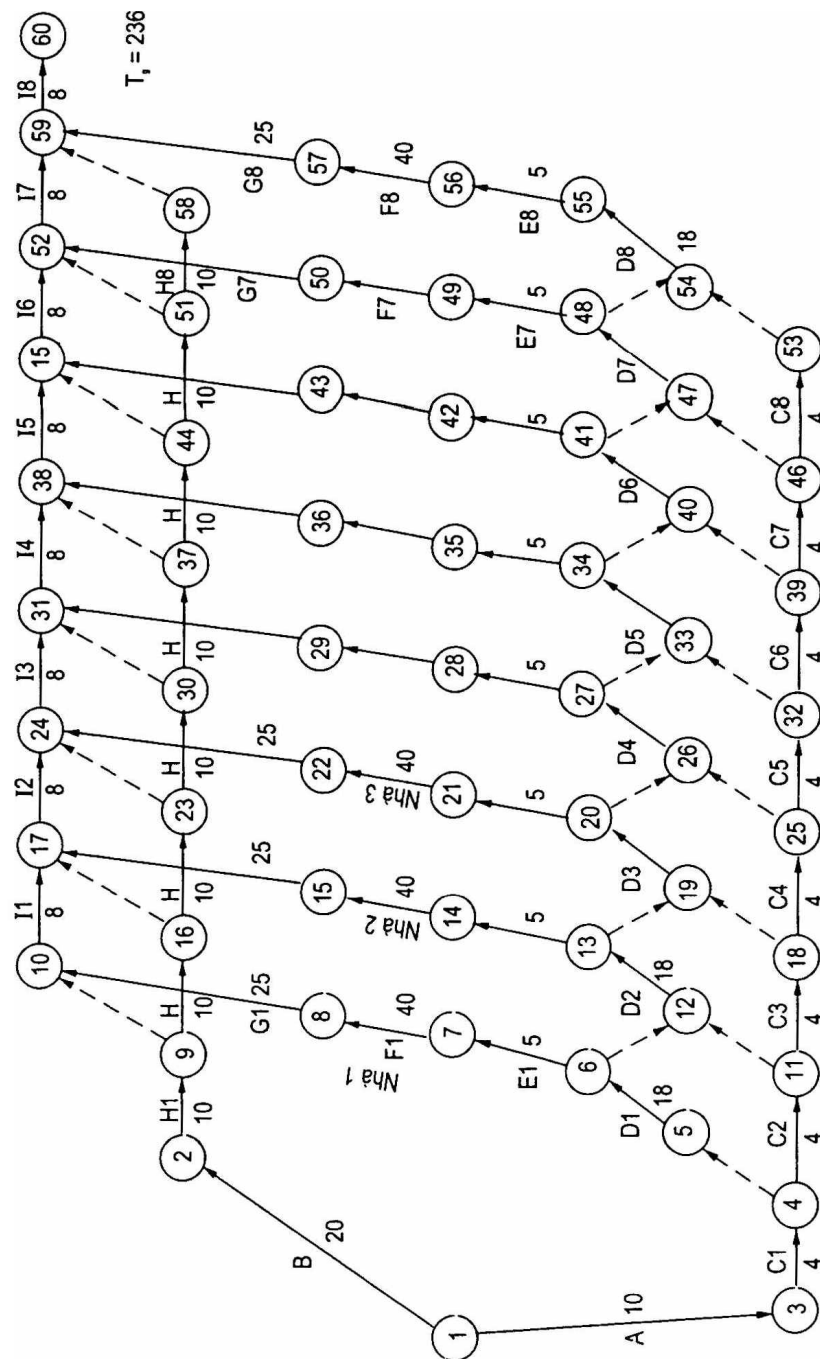 I1 I2 I3 I4 I5 I6 I7 I8
10 17 24 31 38 15 52 59 60
8 8 8 8 8 8 8 8
= 236
H1 H H H H H H8
2 9 16 23 30 37 44 51 58
10 10 10 10 10 10 10 10
G1 25 25 25 G7 G8 25
8 15 22 29 36 43 50 57
F1 40 40 40 F7 F8 40
Nhà 1 Nhà 2 Nhà 3
7 14 21 28 35 42 49 56
B 20
E1 5 5 5 5 5 5 E7 5 E8 5
6 13 20 27 34 41 48 55
D1 18 D2 18 D3 D4 D5 D6 D7 D8 18
5 12 19 26 33 40 47 54
1
A 10
C1 C2 C3 C4 C5 C6 C7 C8
3 4 11 18 25 32 39 46 53
4 4 4 4 4 4 4 4